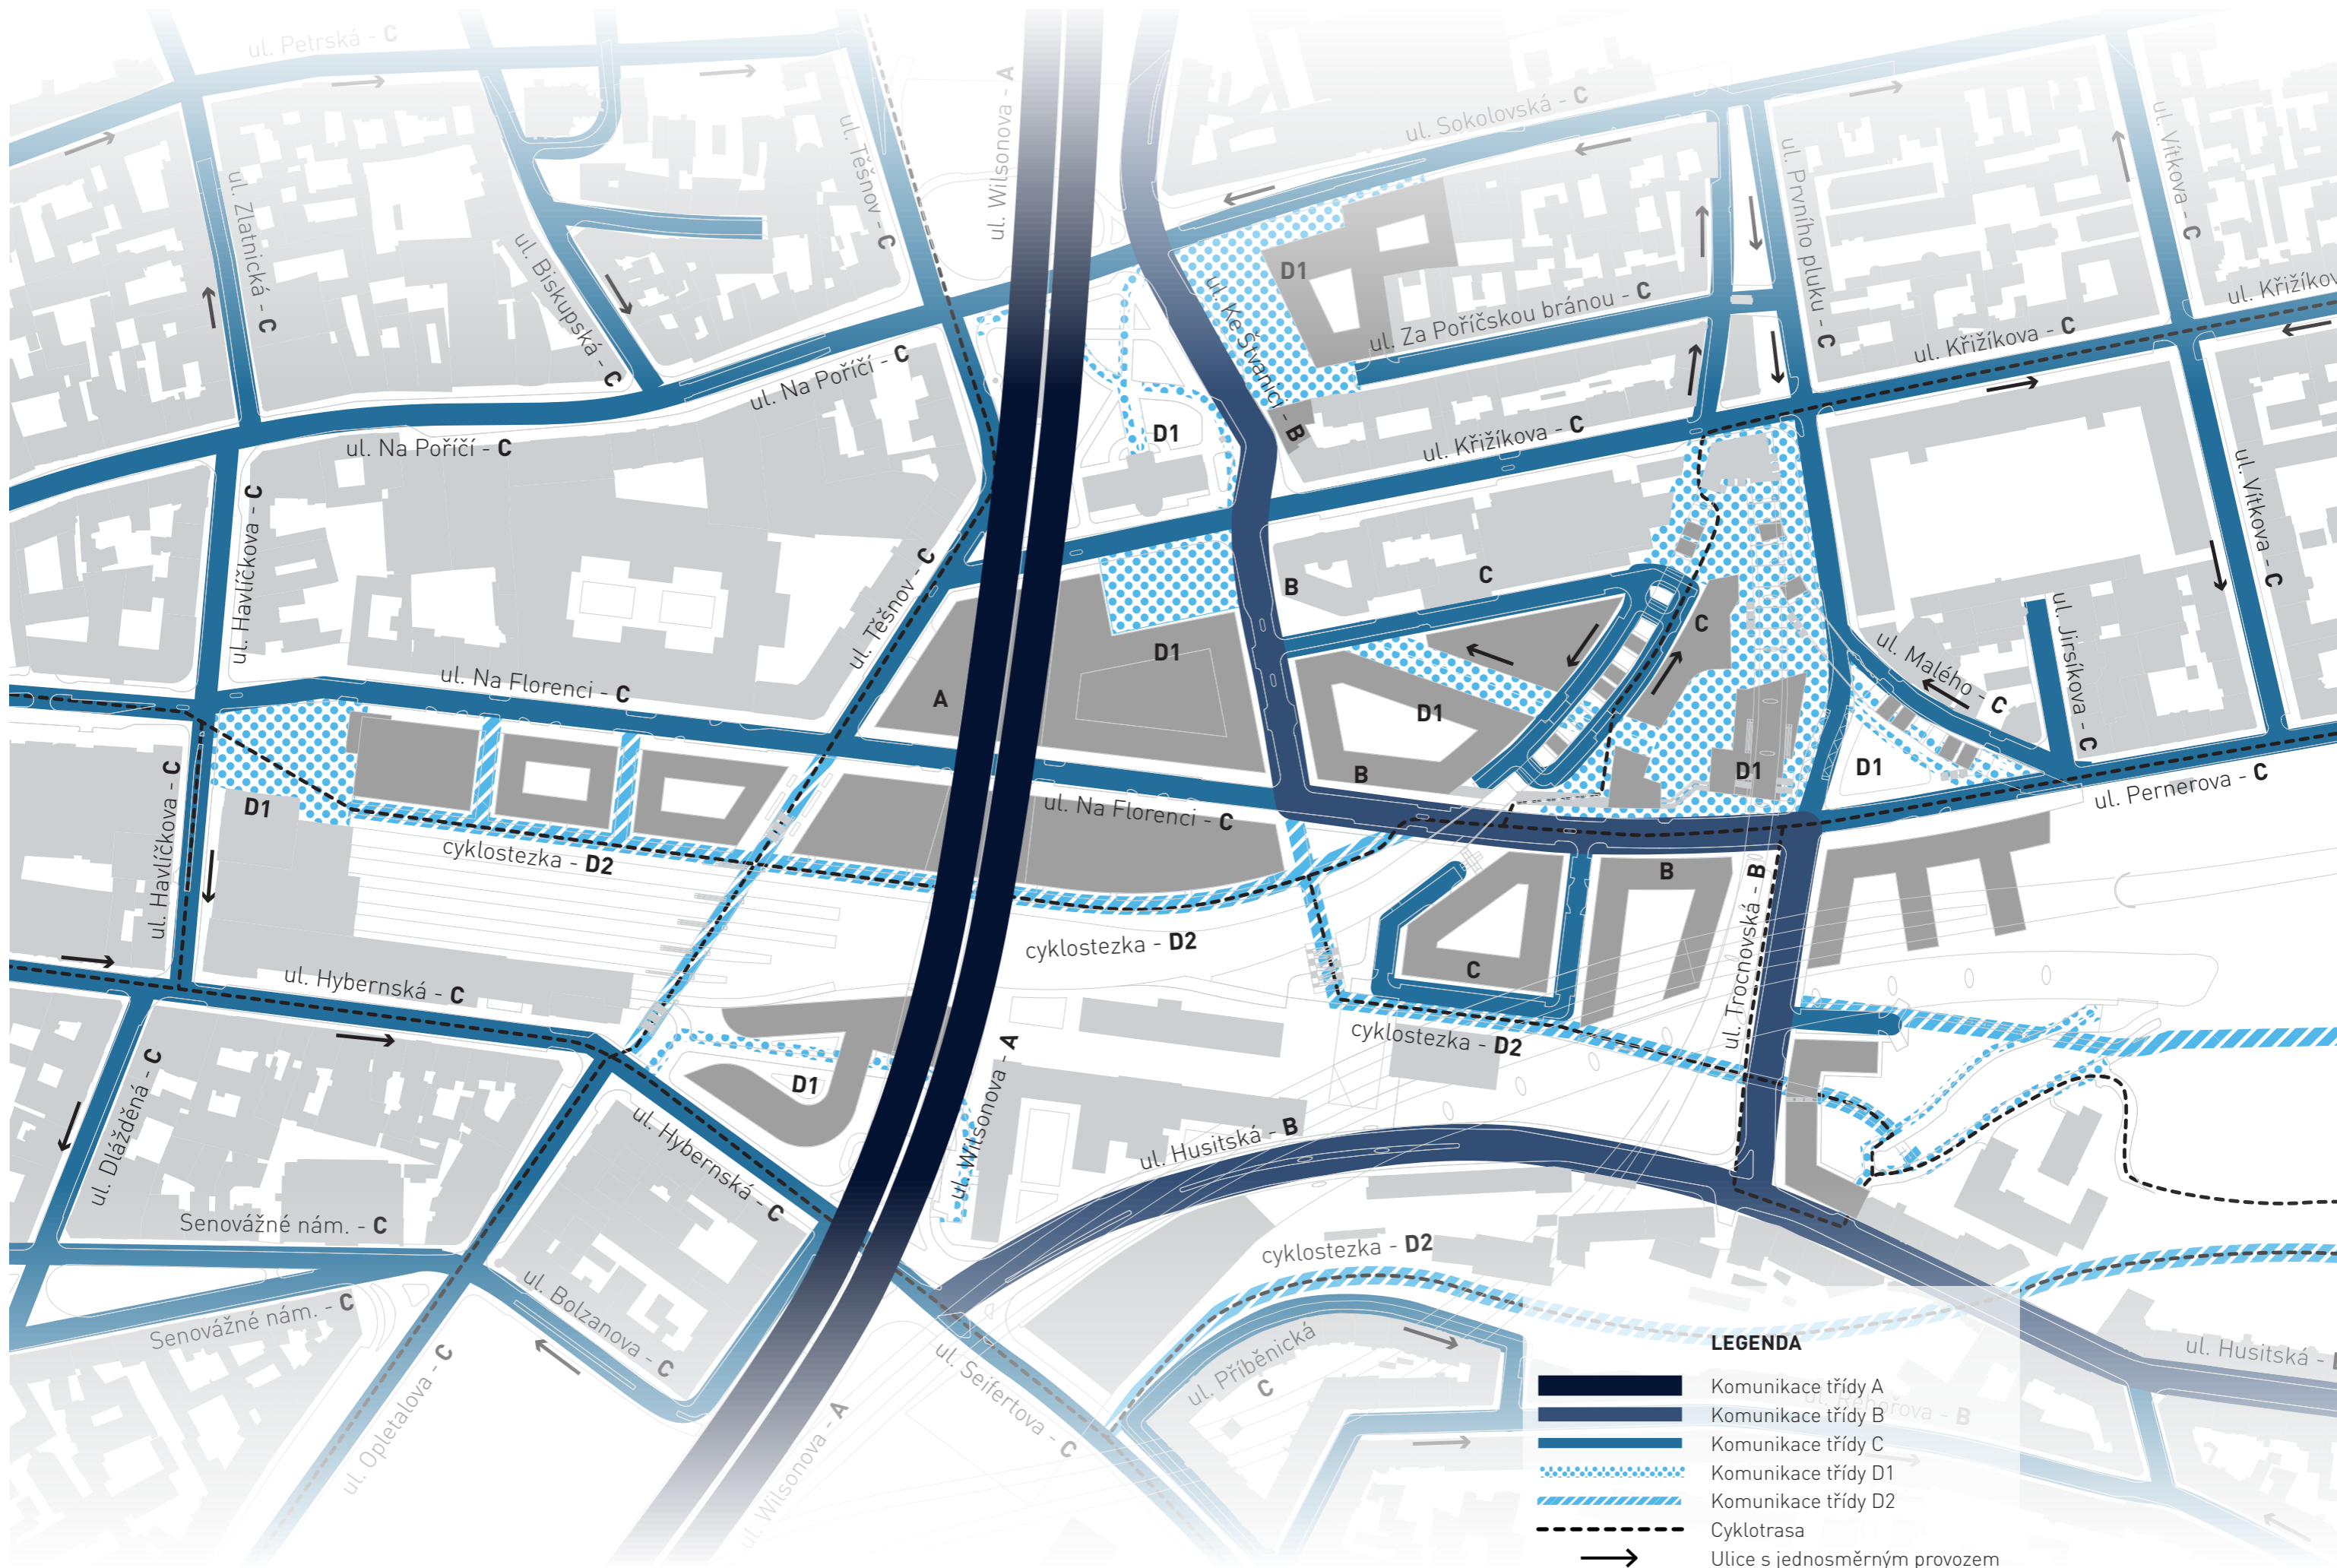 ul. Petrská - C
ul. Wilsonova - A
ul. Sokolovská - C
ul. Těšnov - C
ul. Zlatnická - C
ul. Biskupská - C
ul. Prvního pluku - C
ul. Vítkova - C
D1
ul. Ke Štvanici - B
ul. Za Poříčskou bránou - C
ul. Křižíkova - C
ul. Křižíkov
ul. Na Poříčí - C
ul. Na Poříčí - C
D1
ul. Křižíkova - C
ul. Vítkova - C
ul. Havlíčkova - C
ul. Těšnov - C
B
C
C
ul. Malého - C
ul. Jirsíkova - C
ul. Na Florenci - C
A
D1
D1
B
D1
D1
ul. Pernerova - C
ul. Havlíčkova - C
D1
ul. Na Florenci - C
cyklostezka - D2
B
ul. Trocnovská - B
cyklostezka - D2
C
ul. Hybernská - C
cyklostezka - D2
ul. Dlážděná - C
D1
ul. Wilsonova - A
ul. Hybernská - C
ul. Husitská - B
Senovážné nám. - C
cyklostezka - D2
Senovážné nám. - C
ul. Bolzanova - C
ul. Opletalova - C
ul. Seifertova - C
ul. Příběnická
C
ul. Wilsonova - A
ul. Husitská -
LEGENDA
Komunikace třídy A
ul. Řehořova - B
Komunikace třídy B
Komunikace třídy C
Komunikace třídy D1
Komunikace třídy D2
Cyklotrasa
Ulice s jednosměrným provozem